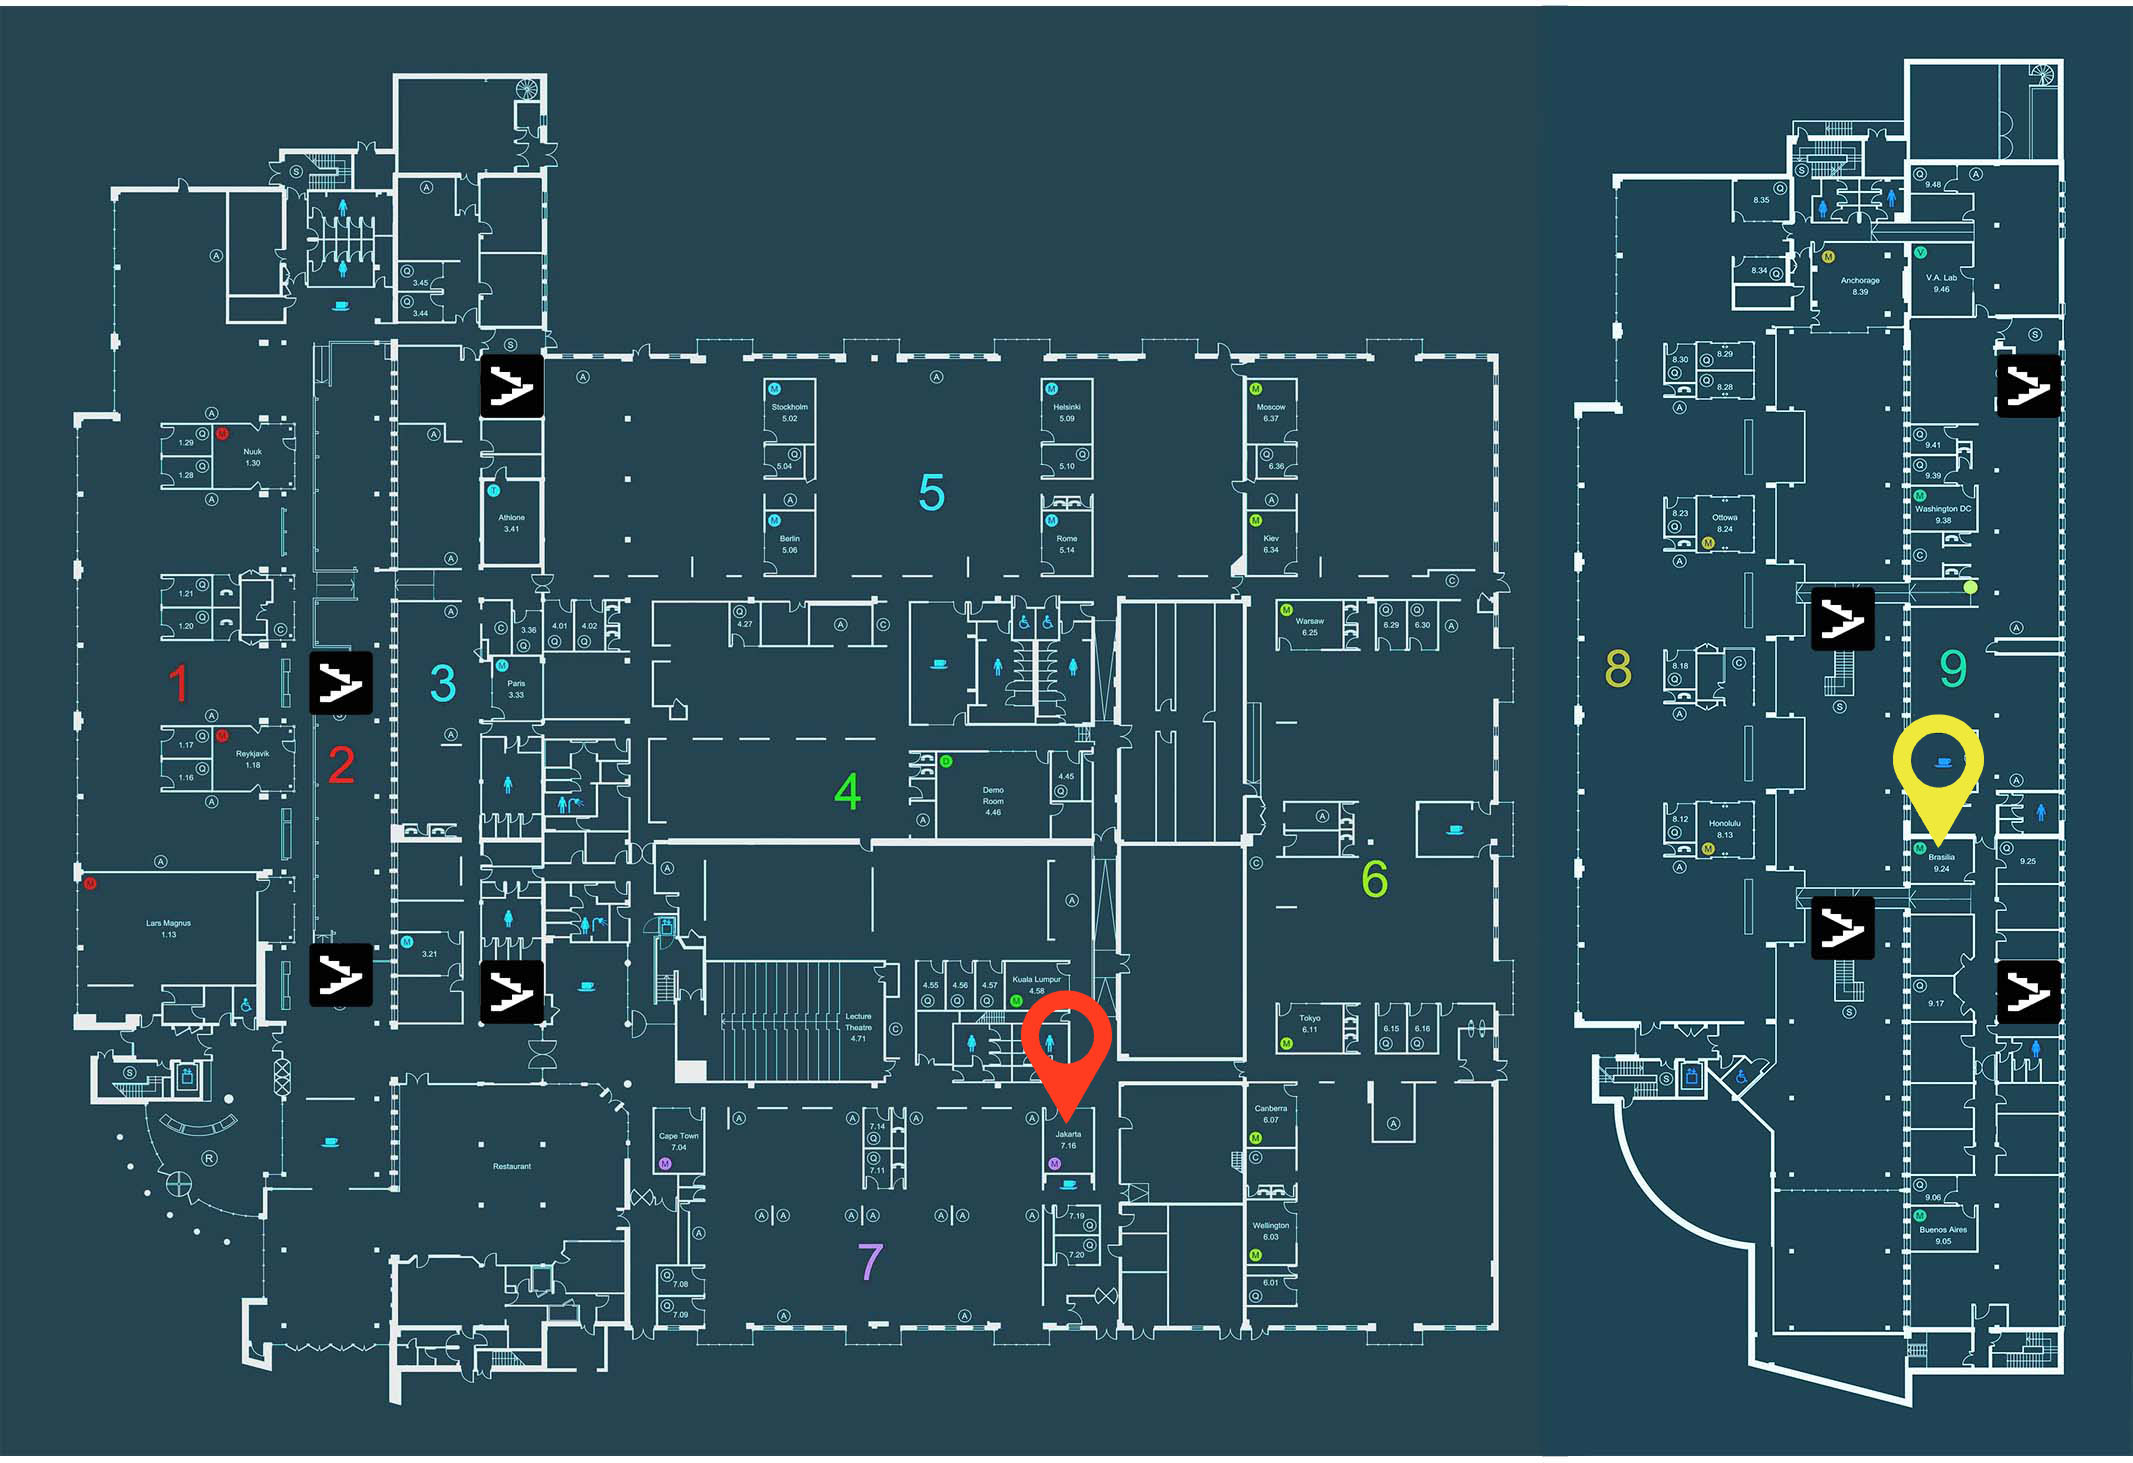 S
A
A
Q
3.45
Q
3.44
S
A
A
A
1.29
Q
M
Nuuk
1.30
1.28
Q
A
A
T
Athlone
3.41
A
1.21
Q
1.20
Q
C
A
C
3.36
Q
4.01
Q
4.02
Q
M
Paris
3.33
1
2
3
A
A
1.17
Q
M
Reykjavik
1.18
1.16
Q
A
A
M
Lars Magnus
1.13
M
3.21
S
R
Restaurant
A
M
Stockholm
5.02
Q
5.04
A
M
Berlin
5.06
A
5
M
Helsinki
5.09
Q
5.10
M
Rome
5.14
M
Moscow
6.37
Q
6.36
A
M
Kiev
6.34
C
Q
4.27
A
C
4
D
Demo
Room
4.46
4.45
Q
A
A
A
Lecture
Theatre
4.71
C
4.55
Q
4.56
Q
4.57
Q
Kuala Lumpur
4.58
M
M
Warsaw
6.25
Q
6.29
Q
6.30
A
A
C
6
M
Tokyo
6.11
6.15
Q
6.16
Q
Canberra
6.07
M
C
Wellington
6.03
M
6.01
Q
A
Cape Town
7.04
M
A
A
7.14
Q
Q
7.11
A
A
Jakarta
7.16
M
A
A
A
A
A
A
A
A
7.19
Q
Q
7.20
7
Q
7.08
Q
7.09
A
A
S
Q
8.35
8.34
Q
M
Anchorage
8.39
Q
9.48
A
V
V.A. Lab
9.46
S
8.30
Q
Q
8.29
Q
8.28
A
Q
9.41
Q
9.39
M
Washington DC
9.38
C
8.23
Q
Ottowa
8.24
M
A
A
8
9
8.18
Q
C
A
S
A
8.12
Q
Honolulu
8.13
M
A
M
Brasilia
9.24
Q
9.25
Q
9.17
S
S
Q
9.06
M
Buenos Aires
9.05